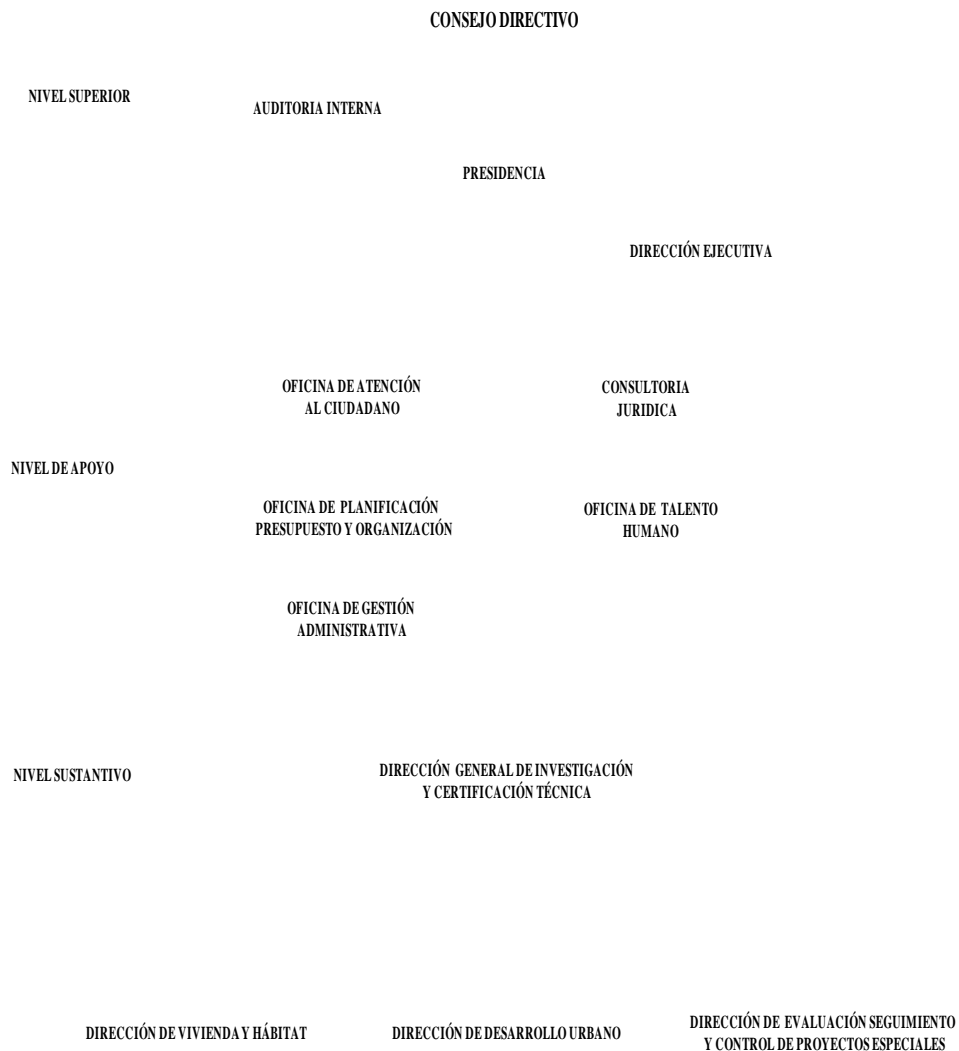 CONSEJO DIRECTIVO
NIVEL SUPERIOR
AUDITORIA INTERNA
PRESIDENCIA
DIRECCIÓN EJECUTIVA
OFICINA DE ATENCIÓN
AL CIUDADANO
CONSULTORIA
JURIDICA
NIVEL DE APOYO
OFICINA DE PLANIFICACIÓN
PRESUPUESTO Y ORGANIZACIÓN
OFICINA DE TALENTO
HUMANO
OFICINA DE GESTIÓN
ADMINISTRATIVA
NIVEL SUSTANTIVO
DIRECCIÓN GENERAL DE INVESTIGACIÓN
Y CERTIFICACIÓN TÉCNICA
DIRECCIÓN DE VIVIENDA Y HÁBITAT
DIRECCIÓN DE DESARROLLO URBANO
DIRECCIÓN DE EVALUACIÓN SEGUIMIENTO
Y CONTROL DE PROYECTOS ESPECIALES